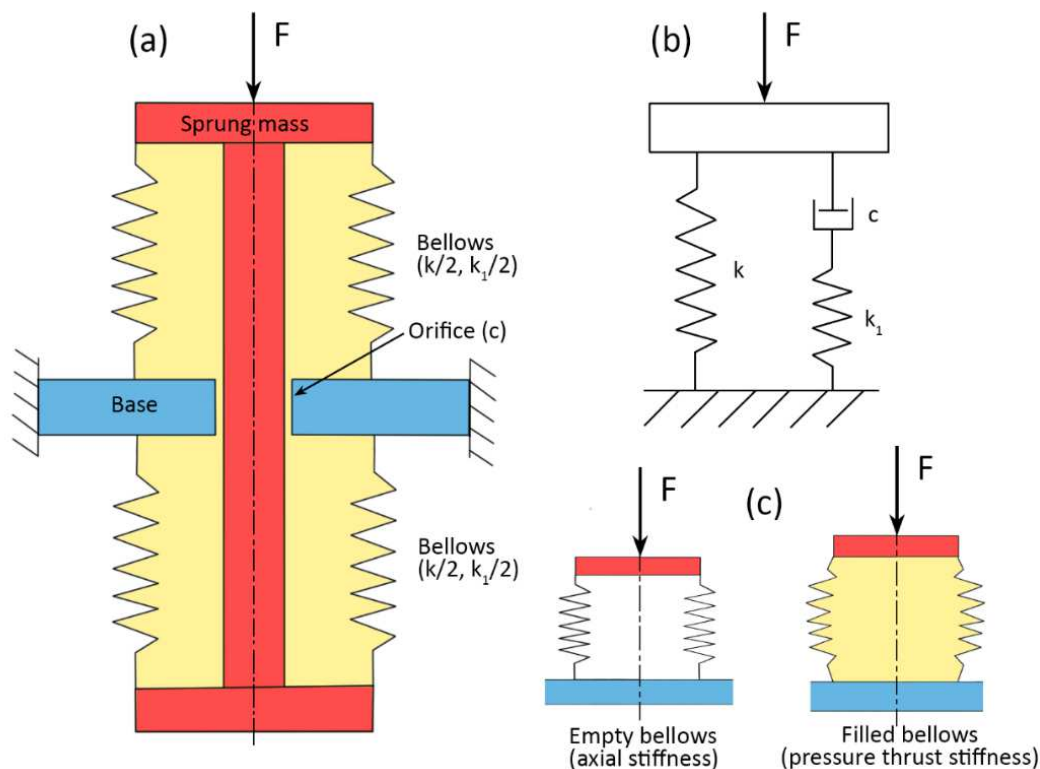 (a)
F
Sprung mass
Bellows
(k/2, k₁/2)
Orifice (c)
Base
Bellows
(k/2, k₁/2)
(b)
F
c
k
k₁
(c)
F
F
Empty bellows
(axial stiffness)
Filled bellows
(pressure thrust stiffness)